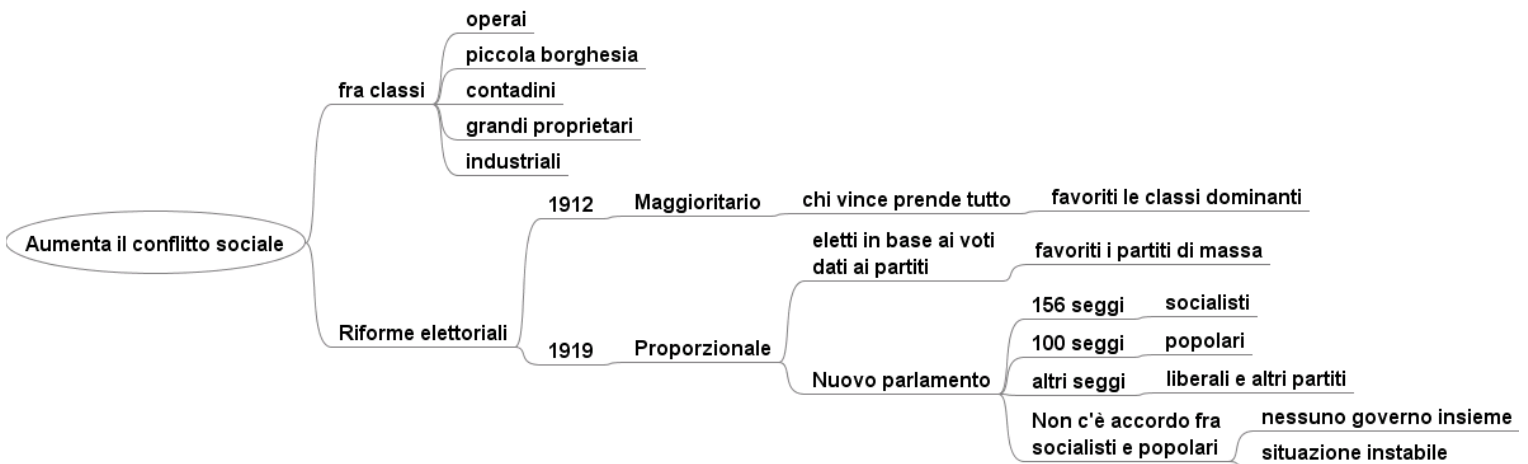 Aumenta il conflitto sociale
fra classi
operai
piccola borghesia
contadini
grandi proprietari
industriali
Riforme elettoriali
1912
Maggioritario
chi vince prende tutto
favoriti le classi dominanti
1919
Proporzionale
eletti in base ai voti
dati ai partiti
favoriti i partiti di massa
Nuovo parlamento
156 seggi
socialisti
100 seggi
popolari
altri seggi
liberali e altri partiti
Non c'è accordo fra
socialisti e popolari
nessuno governo insieme
situazione instabile